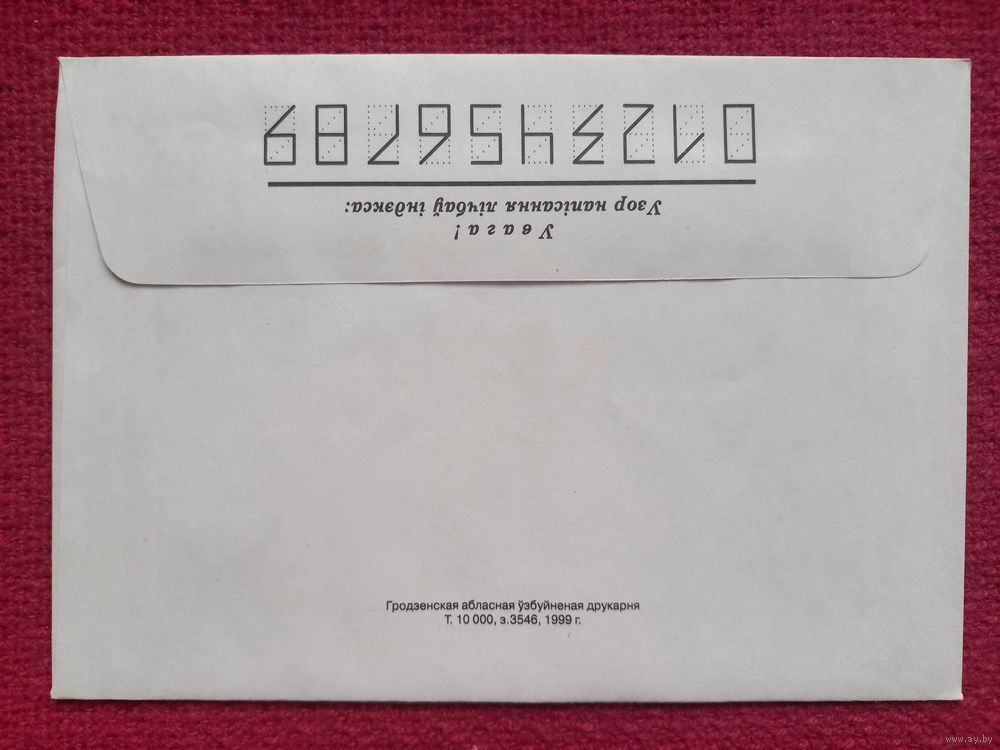 Увага!
Узор напісання лічбаў індэкса:
0123456789
Гродзенская абласная ўзбуйненая друкарня
Т. 10 000, з.3546, 1999 г.
www.ay.by